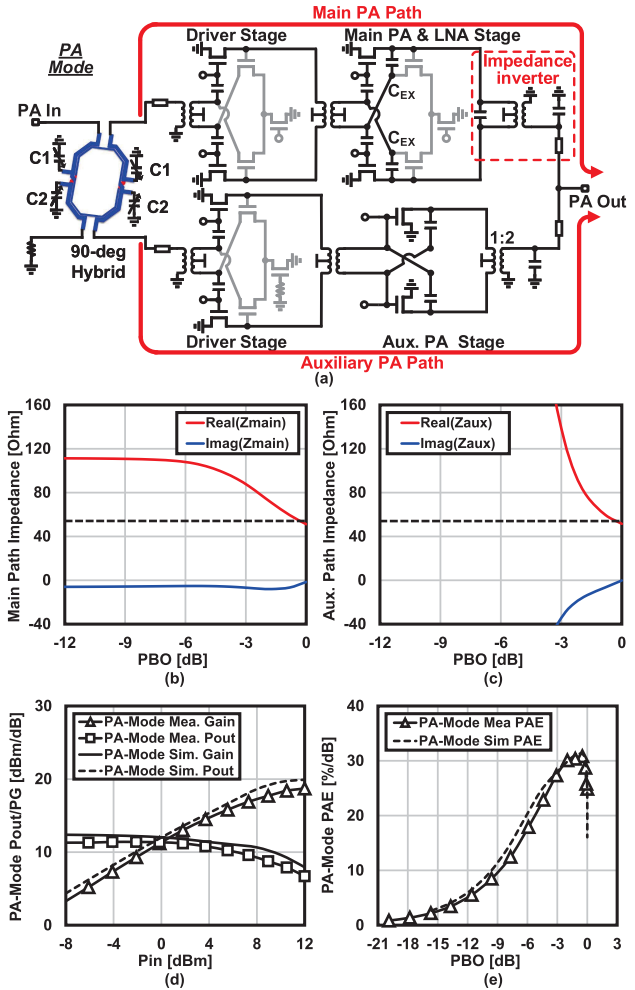 Main PA Path
PA
Mode
Driver Stage
Main PA & LNA Stage
Impedance
inverter
PA In
CEX
CEX
C1
C1
C2
C2
PA Out
90-deg
Hybrid
1:2
Driver Stage
Aux. PA Stage
Auxiliary PA Path
(a)
Main Path Impedance [Ohm]
160
120
80
40
0
-40
Real(Zmain)
Imag(Zmain)
-12
-9
-6
-3
0
PBO [dB]
(b)
Aux. Path Impedance [Ohm]
160
120
80
40
0
-40
Real(Zaux)
Imag(Zaux)
-12
-9
-6
-3
0
PBO [dB]
(c)
PA-Mode Pout/PG [dBm/dB]
30
20
10
0
PA-Mode Mea. Gain
PA-Mode Mea. Pout
PA-Mode Sim. Gain
PA-Mode Sim. Pout
-8
-4
0
4
8
12
Pin [dBm]
(d)
PA-Mode PAE [%/dB]
40
30
20
10
0
PA-Mode Mea PAE
PA-Mode Sim PAE
-21
-18
-15
-12
-9
-6
-3
0
3
PBO [dB]
(e)